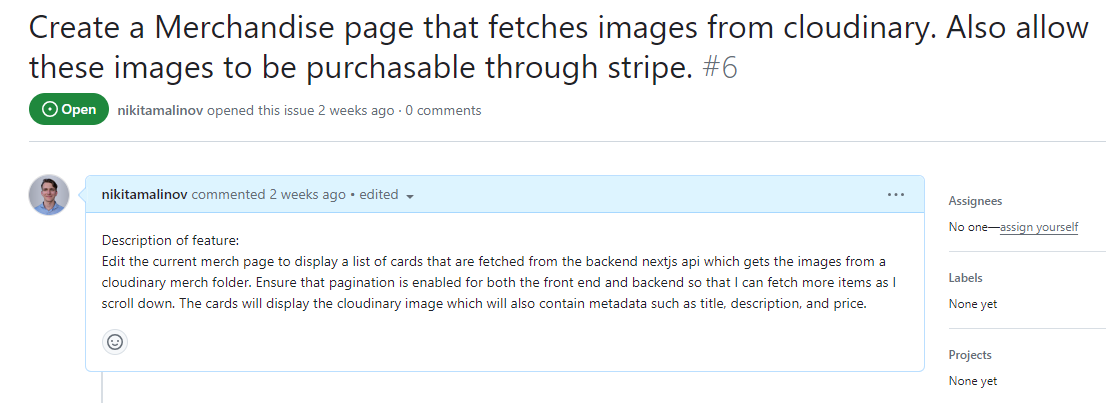 Create a Merchandise page that fetches images from cloudinary. Also allow
these images to be purchasable through stripe. #6
Open
nikitamalinov opened this issue 2 weeks ago · 0 comments
nikitamalinov commented 2 weeks ago • edited
Description of feature:
Edit the current merch page to display a list of cards that are fetched from the backend nextjs api which gets the images from a
cloudinary merch folder. Ensure that pagination is enabled for both the front end and backend so that I can fetch more items as I
scroll down. The cards will display the cloudinary image which will also contain metadata such as title, description, and price.
Assignees
No one—assign yourself
Labels
None yet
Projects
None yet